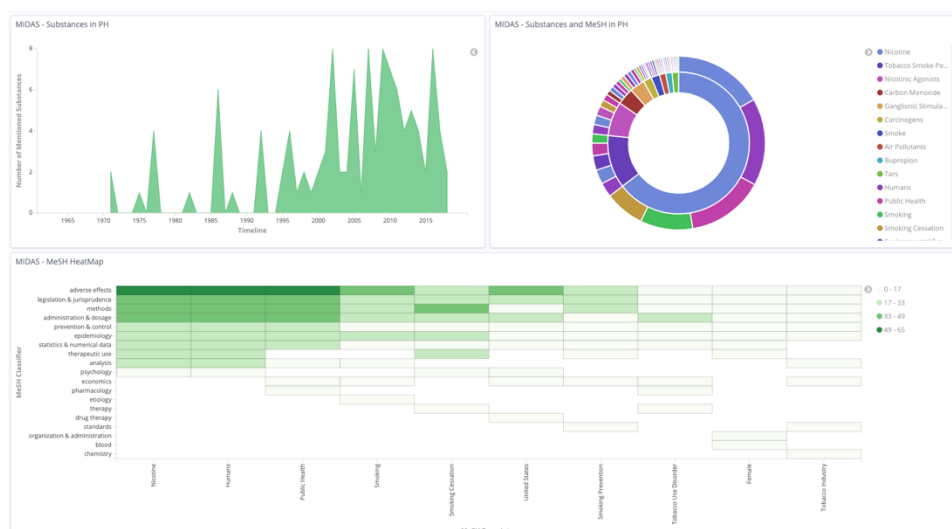 MIDAS - Substances in PH
8
6
4
2
0
Number of Mentioned Substances
1965 1970 1975 1980 1985 1990 1995 2000 2005 2010 2015
Timeline
MIDAS - Substances and MeSH in PH
Nicotine
Tobacco Smoke Po...
Nicotinic Agonists
Carbon Monoxide
Ganglionic Stimula...
Carcinogens
Smoke
Air Pollutants
Bupropion
Tars
Humans
Public Health
Smoking
Smoking Cessation
MIDAS - MeSH HeatMap
MeSH Classifier
adverse effects
legislation & jurisprudence
methods
administration & dosage
prevention & control
epidemiology
statistics & numerical data
therapeutic use
analysis
psychology
economics
pharmacology
etiology
therapy
drug therapy
standards
organization & administration
blood
chemistry
0 - 17
17 - 33
33 - 49
49 - 65
Nicotine
Humans
Public Health
Smoking
Smoking Cessation
United States
Smoking Prevention
Tobacco Use Disorder
Female
Tobacco Industry